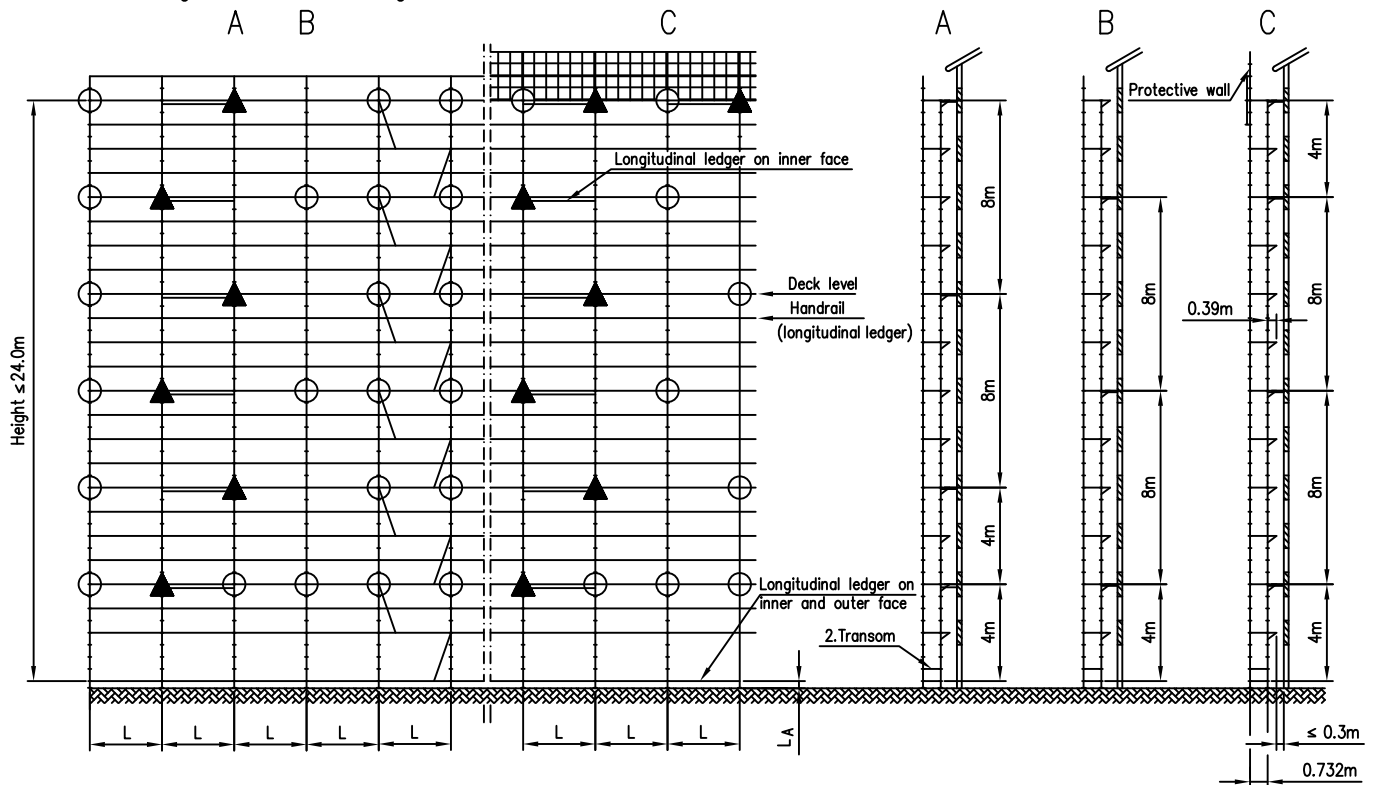 A B C A B C
Protective wall
Longitudinal ledger on inner face
4m
8m
Deck level
Handrail
(longitudinal ledger)
8m
8m
0.39m
Height ≤ 24.0m
8m
8m
8m
4m
Longitudinal ledger on
inner and outer face
2.Transom
4m
4m
4m
L L L L L L L L
LA
≤ 0.3m
0.732m